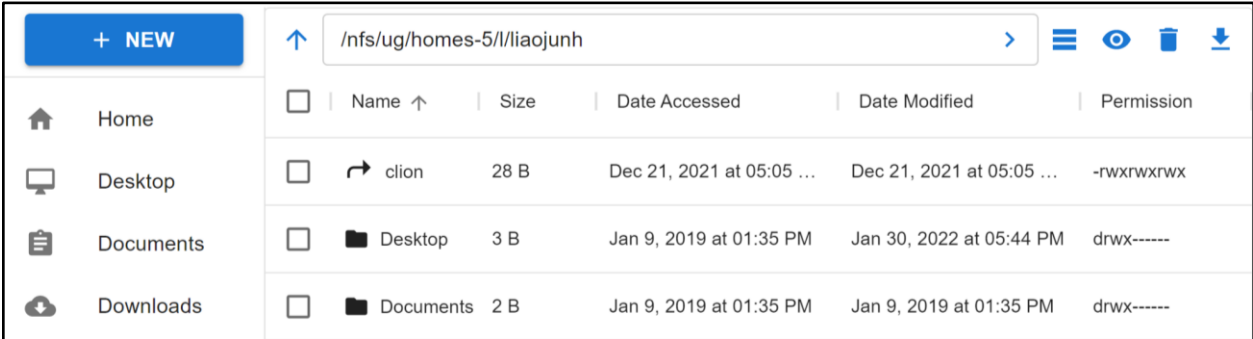 + NEW
/nfs/ug/homes-5/l/liaojunh
Name Size Date Accessed Date Modified Permission
Home
clion 28 B Dec 21, 2021 at 05:05 ... Dec 21, 2021 at 05:05 ... -rwxrwxrwx
Desktop
Desktop 3 B Jan 9, 2019 at 01:35 PM Jan 30, 2022 at 05:44 PM drwx------
Documents
Documents 2 B Jan 9, 2019 at 01:35 PM Jan 9, 2019 at 01:35 PM drwx------
Downloads